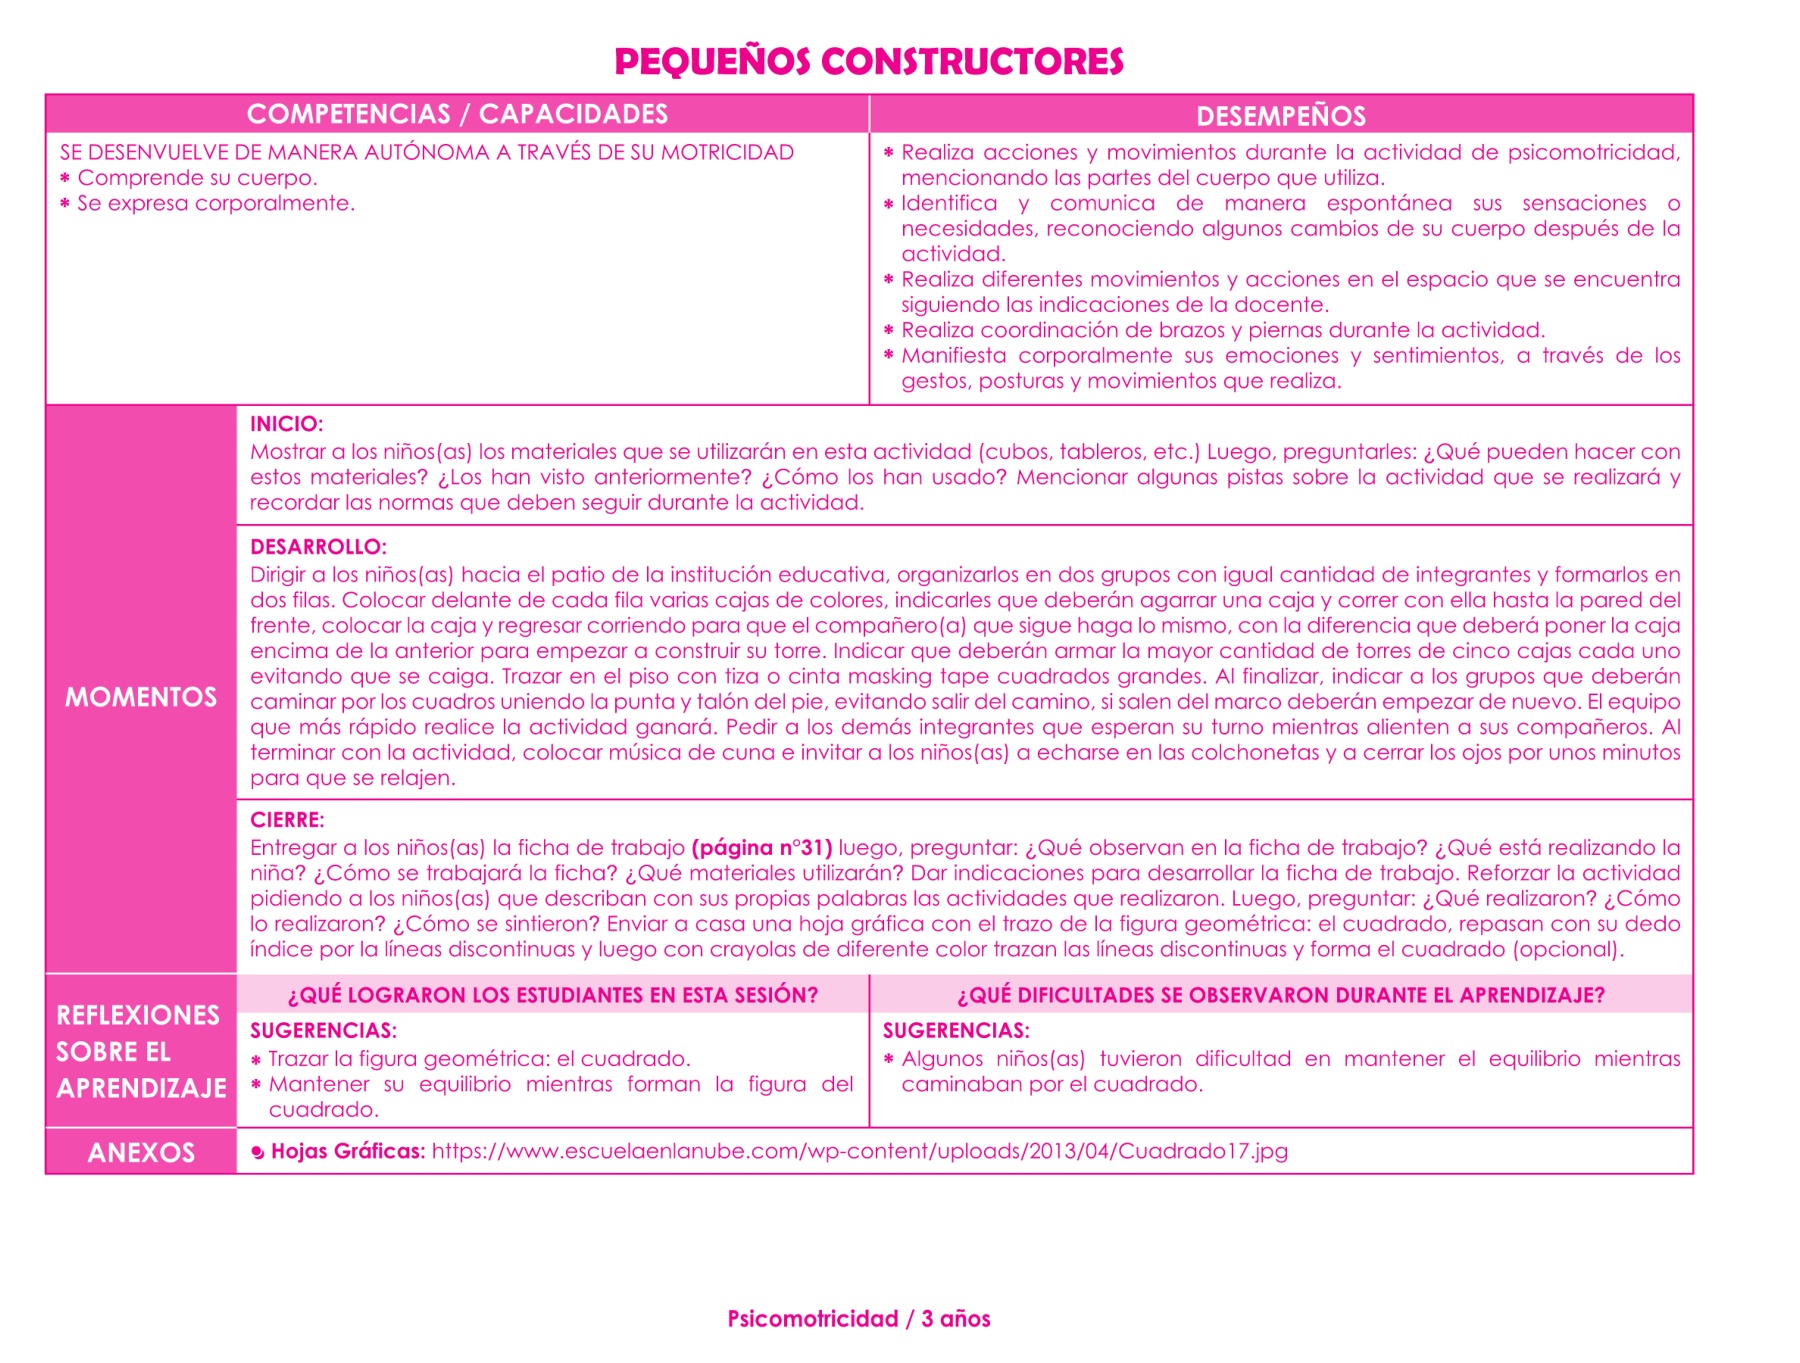 PEQUEÑOS CONSTRUCTORES
COMPETENCIAS / CAPACIDADES
DESEMPEÑOS
SE DESENVUELVE DE MANERA AUTÓNOMA A TRAVÉS DE SU MOTRICIDAD
* Comprende su cuerpo.
* Se expresa corporalmente.
* Realiza acciones y movimientos durante la actividad de psicomotricidad,
mencionando las partes del cuerpo que utiliza.
* Identifica y comunica de manera espontánea sus sensaciones o
necesidades, reconociendo algunos cambios de su cuerpo después de la
actividad.
* Realiza diferentes movimientos y acciones en el espacio que se encuentra
siguiendo las indicaciones de la docente.
* Realiza coordinación de brazos y piernas durante la actividad.
* Manifiesta corporalmente sus emociones y sentimientos, a través de los
gestos, posturas y movimientos que realiza.
MOMENTOS
INICIO:
Mostrar a los niños(as) los materiales que se utilizarán en esta actividad (cubos, tableros, etc.) Luego, preguntarles: ¿Qué pueden hacer con
estos materiales? ¿Los han visto anteriormente? ¿Cómo los han usado? Mencionar algunas pistas sobre la actividad que se realizará y
recordar las normas que deben seguir durante la actividad.
DESARROLLO:
Dirigir a los niños(as) hacia el patio de la institución educativa, organizarlos en dos grupos con igual cantidad de integrantes y formarlos en
dos filas. Colocar delante de cada fila varias cajas de colores, indicarles que deberán agarrar una caja y correr con ella hasta la pared del
frente, colocar la caja y regresar corriendo para que el compañero(a) que sigue haga lo mismo, con la diferencia que deberá poner la caja
encima de la anterior para empezar a construir su torre. Indicar que deberán armar la mayor cantidad de torres de cinco cajas cada uno
evitando que se caiga. Trazar en el piso con tiza o cinta masking tape cuadrados grandes. Al finalizar, indicar a los grupos que deberán
caminar por los cuadros uniendo la punta y talón del pie, evitando salir del camino, si salen del marco deberán empezar de nuevo. El equipo
que más rápido realice la actividad ganará. Pedir a los demás integrantes que esperan su turno mientras alienten a sus compañeros. Al
terminar con la actividad, colocar música de cuna e invitar a los niños(as) a echarse en las colchonetas y a cerrar los ojos por unos minutos
para que se relajen.
CIERRE:
Entregar a los niños(as) la ficha de trabajo (página n°31) luego, preguntar: ¿Qué observan en la ficha de trabajo? ¿Qué está realizando la
niña? ¿Cómo se trabajará la ficha? ¿Qué materiales utilizarán? Dar indicaciones para desarrollar la ficha de trabajo. Reforzar la actividad
pidiendo a los niños(as) que describan con sus propias palabras las actividades que realizaron. Luego, preguntar: ¿Qué realizaron? ¿Cómo
lo realizaron? ¿Cómo se sintieron? Enviar a casa una hoja gráfica con el trazo de la figura geométrica: el cuadrado, repasan con su dedo
índice por la líneas discontinuas y luego con crayolas de diferente color trazan las líneas discontinuas y forma el cuadrado (opcional).
REFLEXIONES
SOBRE EL
APRENDIZAJE
¿QUÉ LOGRARON LOS ESTUDIANTES EN ESTA SESIÓN?
SUGERENCIAS:
* Trazar la figura geométrica: el cuadrado.
* Mantener su equilibrio mientras forman la figura del
cuadrado.
¿QUÉ DIFICULTADES SE OBSERVARON DURANTE EL APRENDIZAJE?
SUGERENCIAS:
* Algunos niños(as) tuvieron dificultad en mantener el equilibrio mientras
caminaban por el cuadrado.
ANEXOS
Hojas Gráficas: https://www.escuelaenlanube.com/wp-content/uploads/2013/04/Cuadrado17.jpg
Psicomotricidad / 3 años